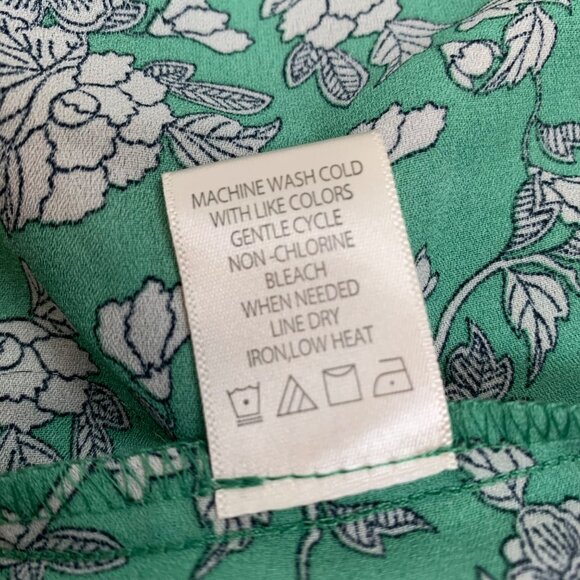 MACHINE WASH COLD
WITH LIKE COLORS
GENTLE CYCLE
NON -CHLORINE
BLEACH
WHEN NEEDED
LINE DRY
IRON,LOW HEAT